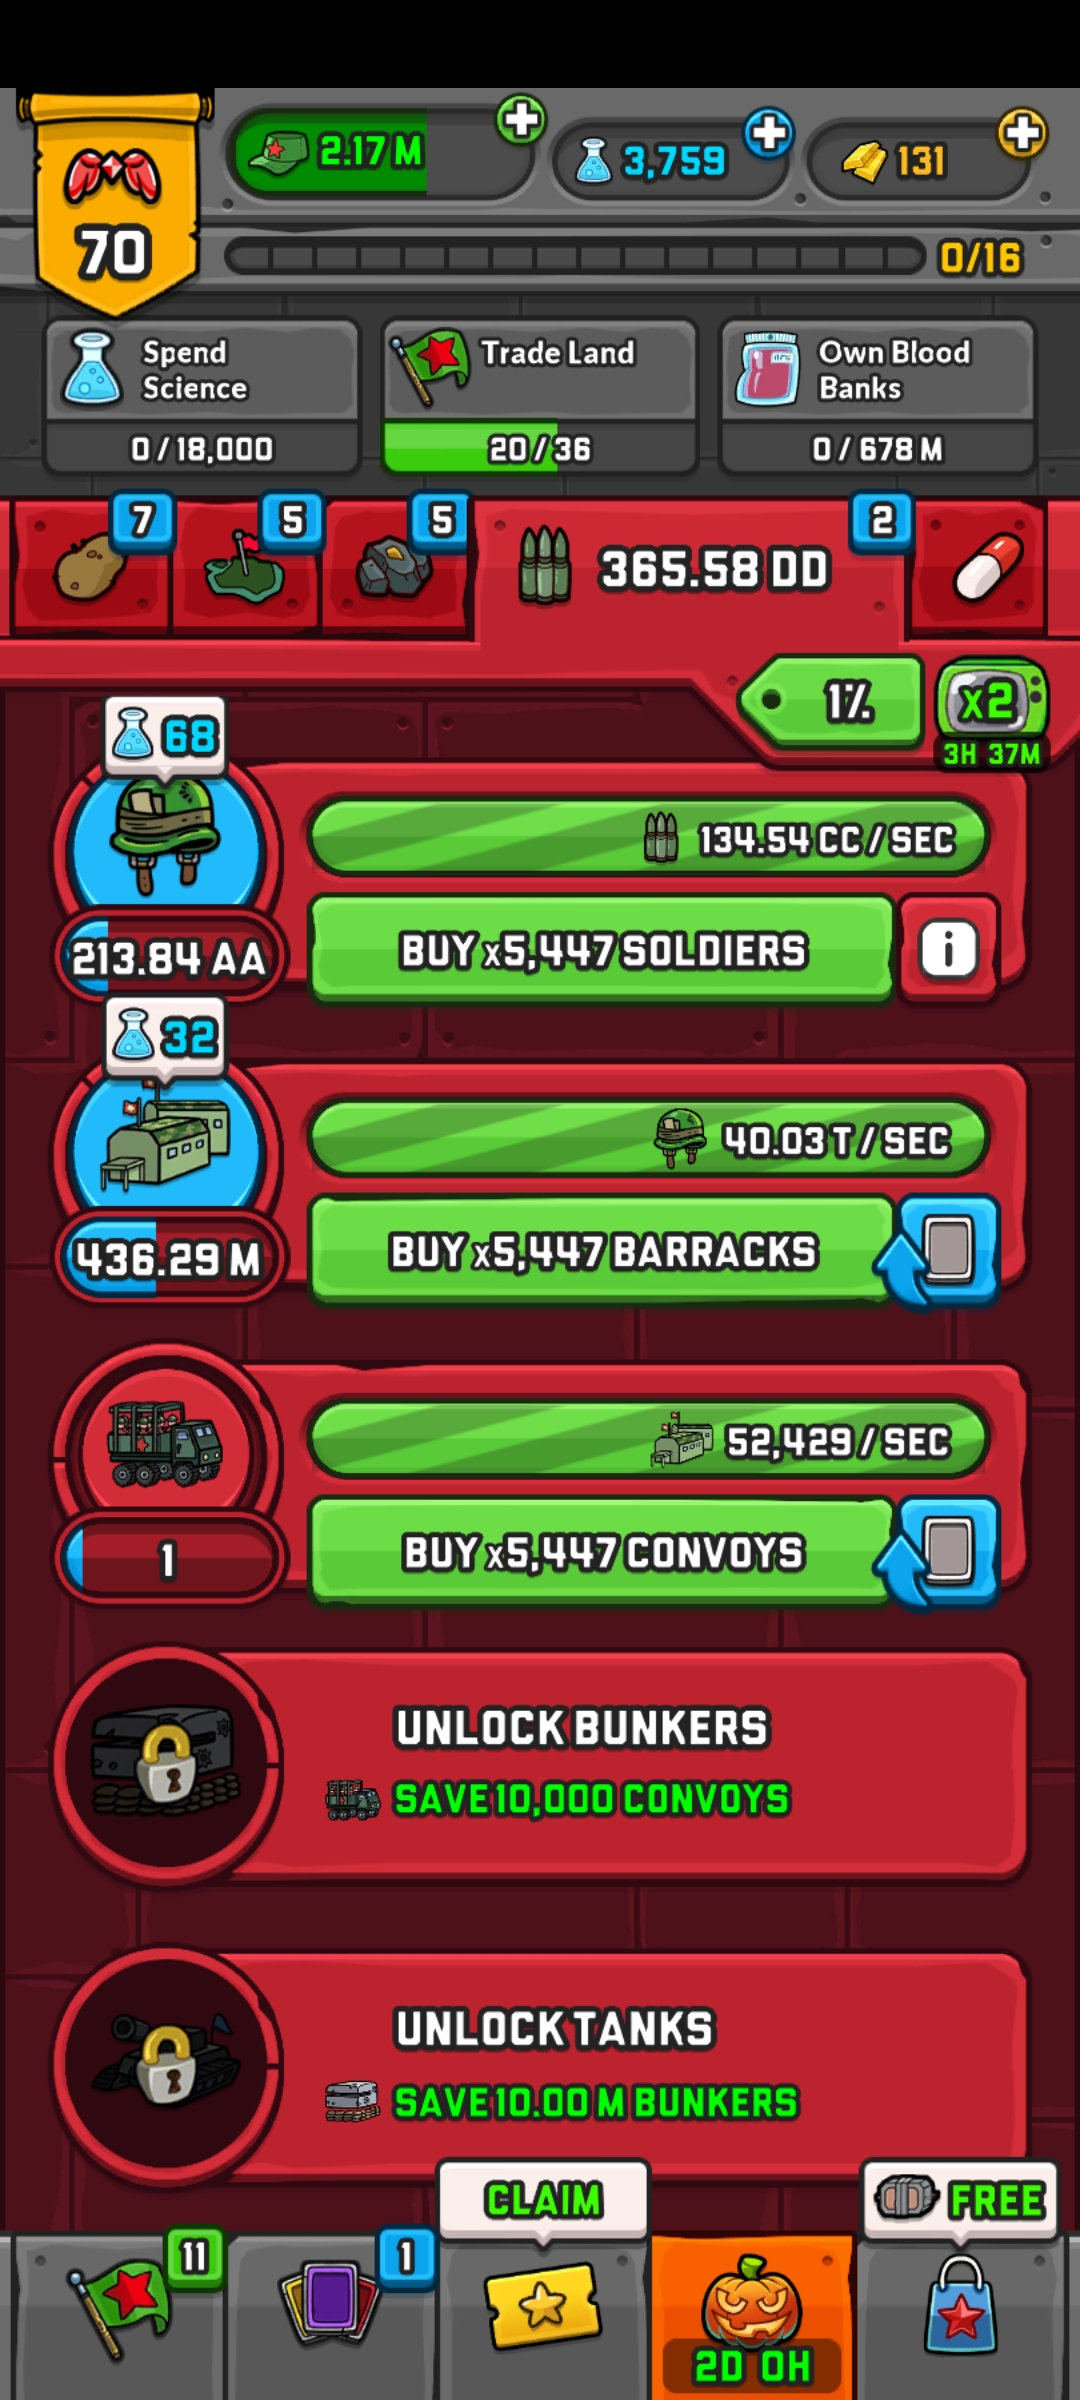 2.17 M
3,759
131
70
0/16
Spend
Science
0 / 18,000
Trade Land
20 / 36
Own Blood
Banks
0 / 678 M
7
5
5
365.58 DD
2
1%
x2
3H 37M
68
134.54 CC / SEC
213.84 AA
BUY x5,447 SOLDIERS
i
32
40.03 T / SEC
436.29 M
BUY x5,447 BARRACKS
52,429 / SEC
1
BUY x5,447 CONVOYS
UNLOCK BUNKERS
SAVE 10,000 CONVOYS
UNLOCK TANKS
SAVE 10.00 M BUNKERS
CLAIM
FREE
11
1
2D 0H